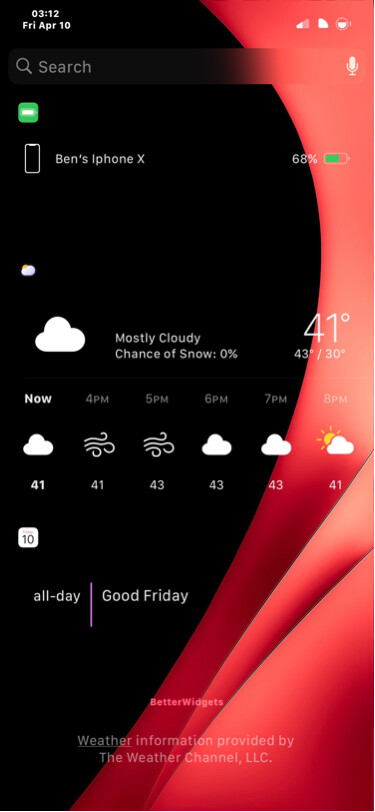 03:12
Fri Apr 10
Search
Ben's Iphone X 68%
Mostly Cloudy 41°
Chance of Snow: 0% 43° / 30°
Now 4PM 5PM 6PM 7PM 8PM
41 41 43 43 43 41
10
all-day Good Friday
BetterWidgets
Weather information provided by
The Weather Channel, LLC.